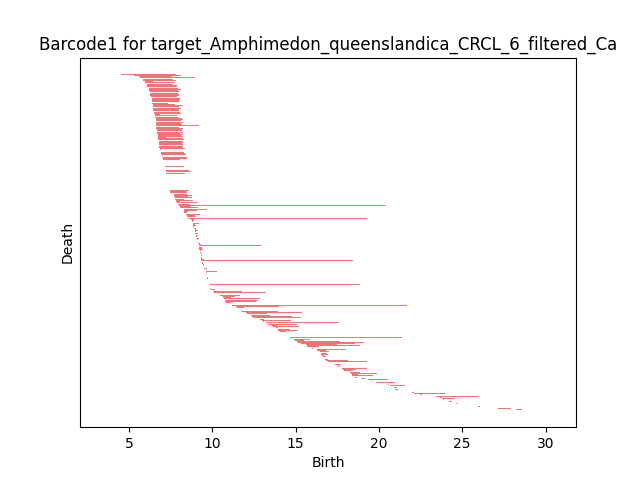 Barcode1 for target_Amphimedon_queenslandica_CRCL_6_filtered_Ca
Death
5 10 15 20 25 30
Birth